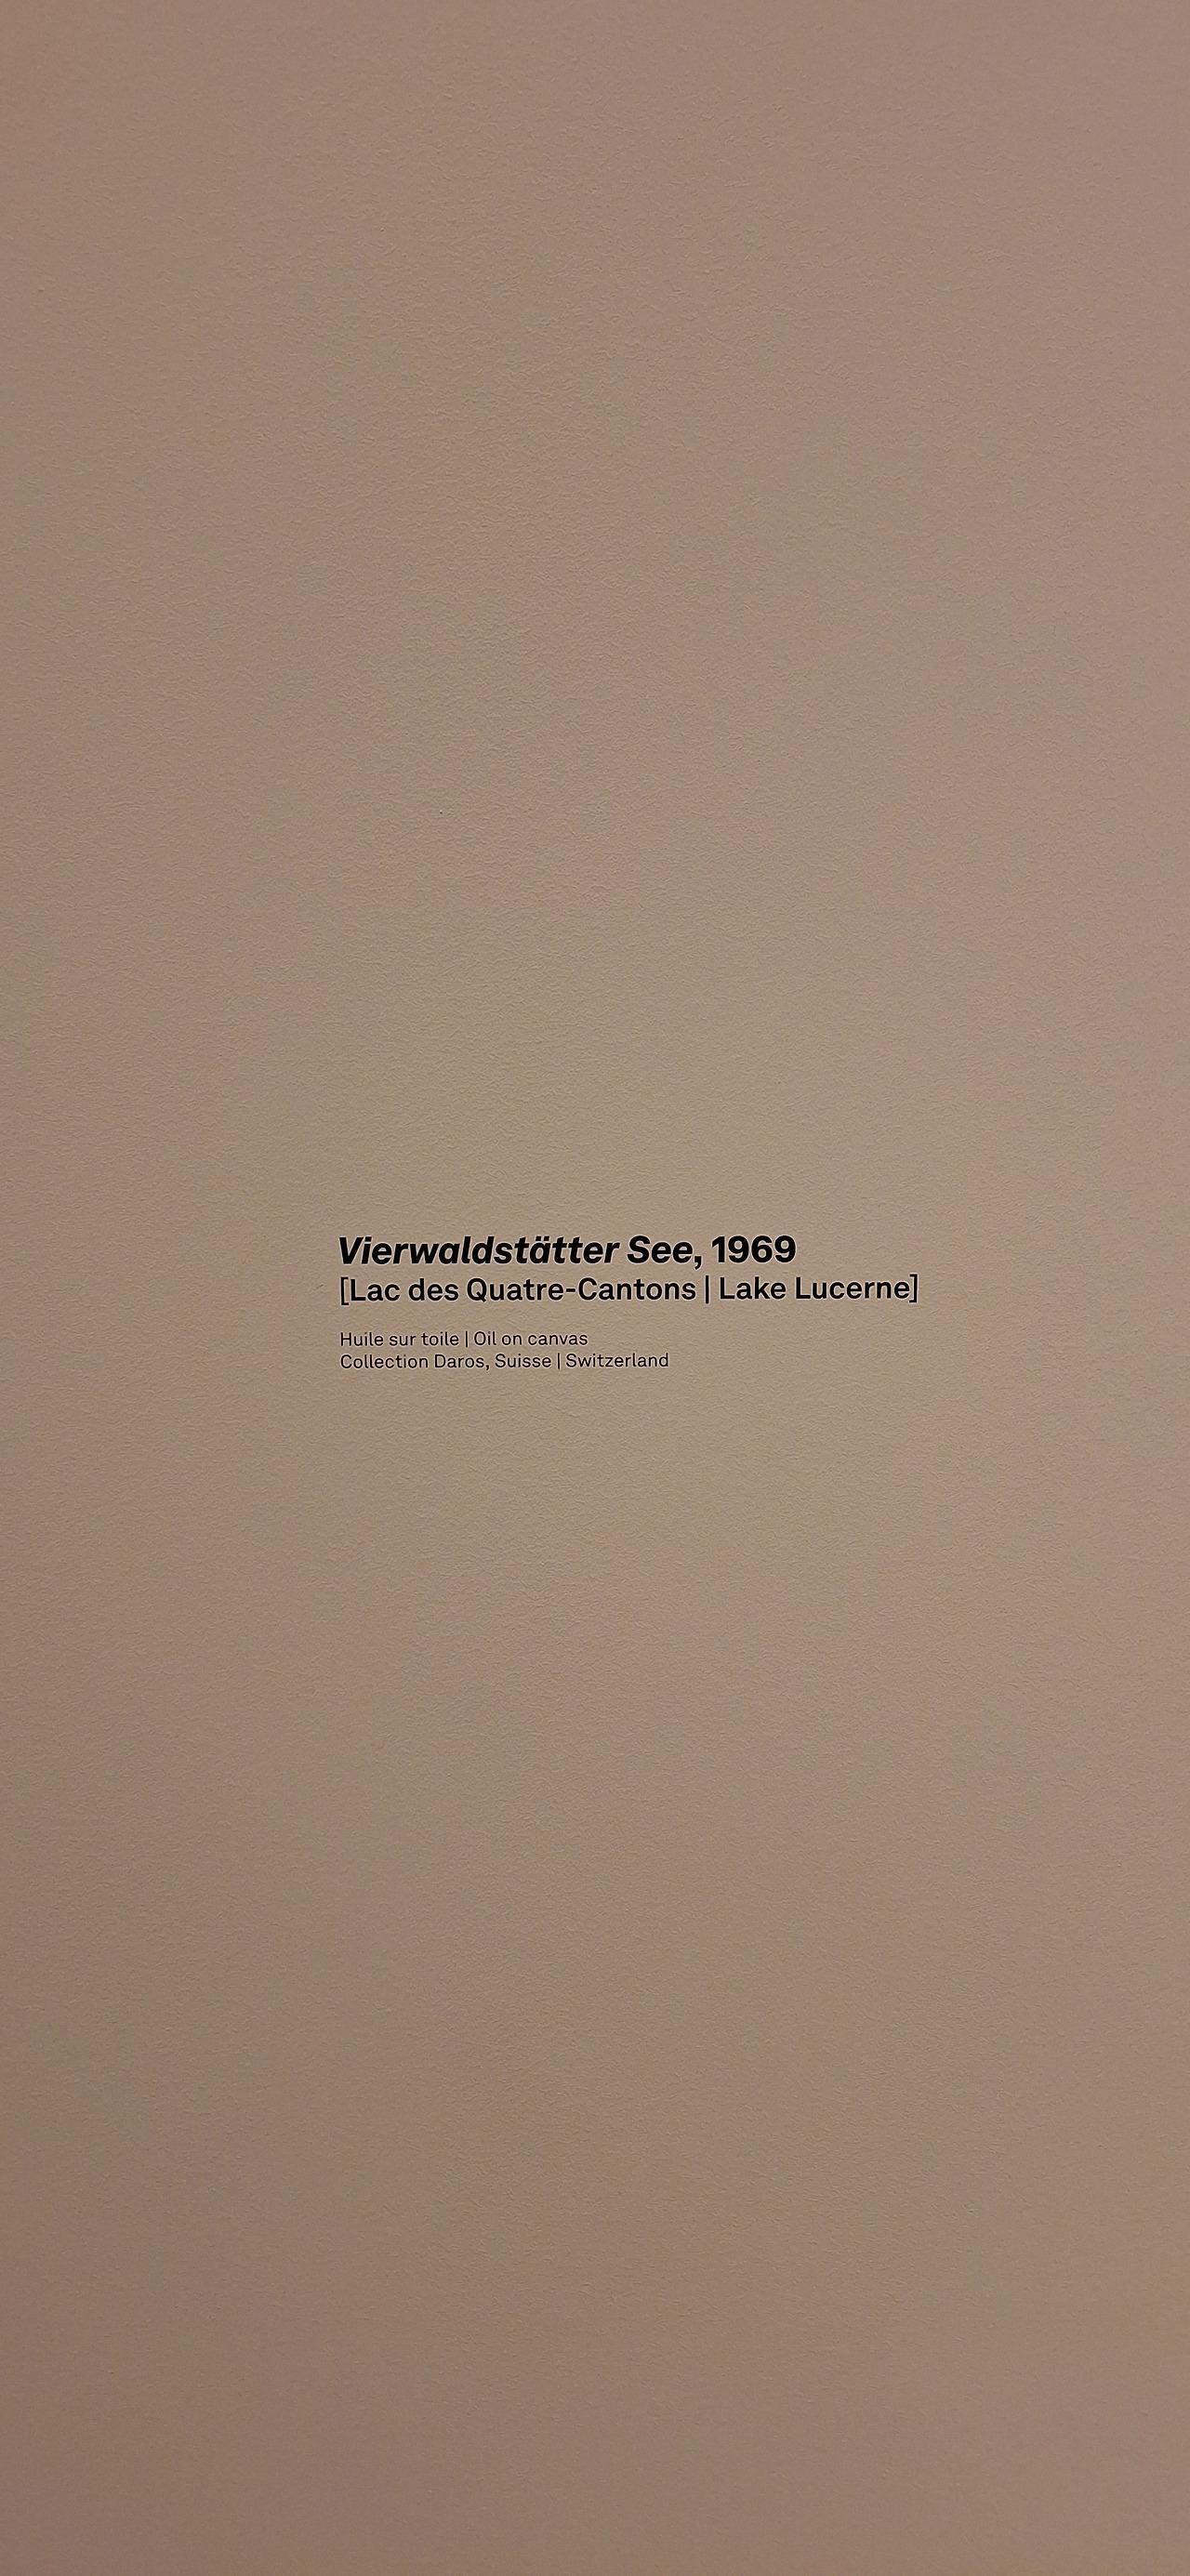 Vierwaldstätter See, 1969
[Lac des Quatre-Cantons | Lake Lucerne]
Huile sur toile | Oil on canvas
Collection Daros, Suisse | Switzerland